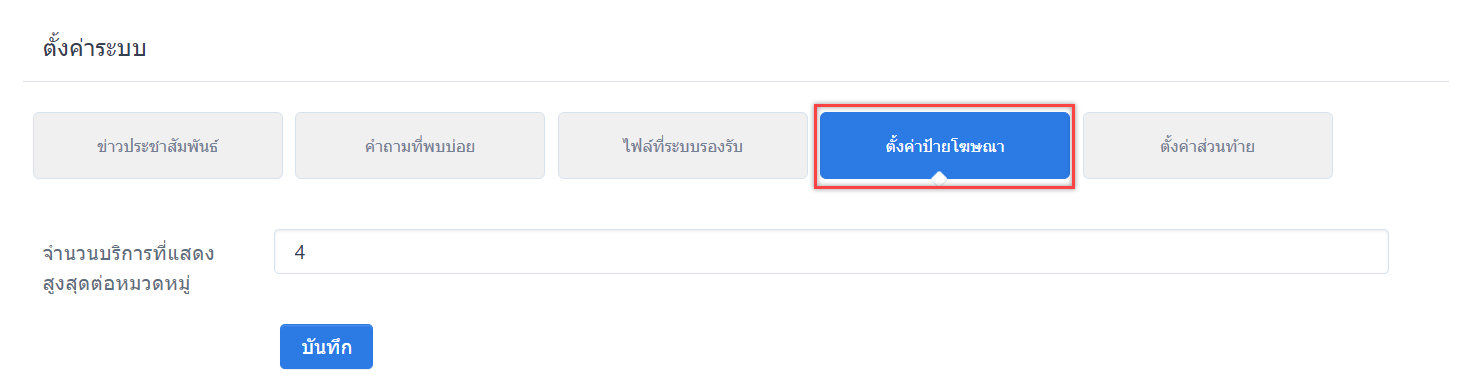 ตั้งค่าระบบ
ข่าวประชาสัมพันธ์
คำถามที่พบบ่อย
ไฟล์ที่ระบบรองรับ
ตั้งค่าป้ายโฆษณา
ตั้งค่าส่วนท้าย
จำนวนบริการที่แสดง
สูงสุดต่อหมวดหมู่
4
บันทึก